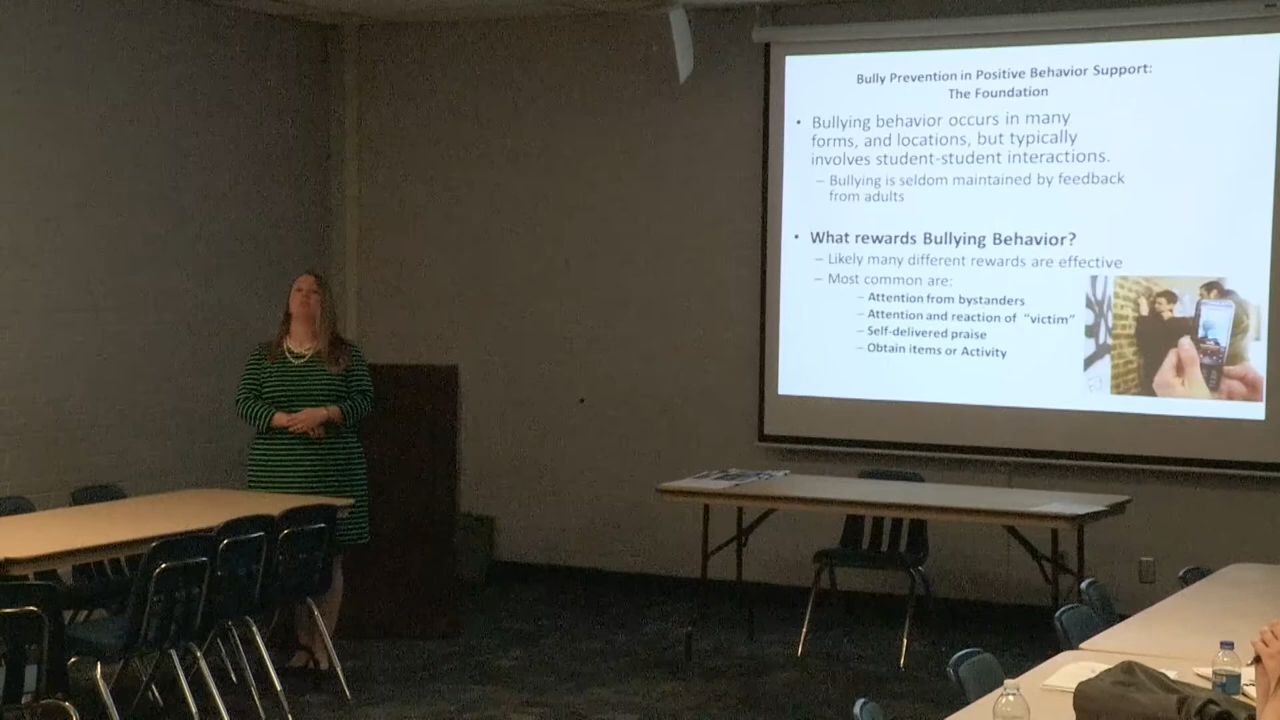 Bully Prevention in Positive Behavior Support:
The Foundation
• Bullying behavior occurs in many
forms, and locations, but typically
involves student-student interactions.
– Bullying is seldom maintained by feedback
from adults
• What rewards Bullying Behavior?
– Likely many different rewards are effective
– Most common are:
– Attention from bystanders
– Attention and reaction of “victim”
– Self-delivered praise
– Obtain items or Activity